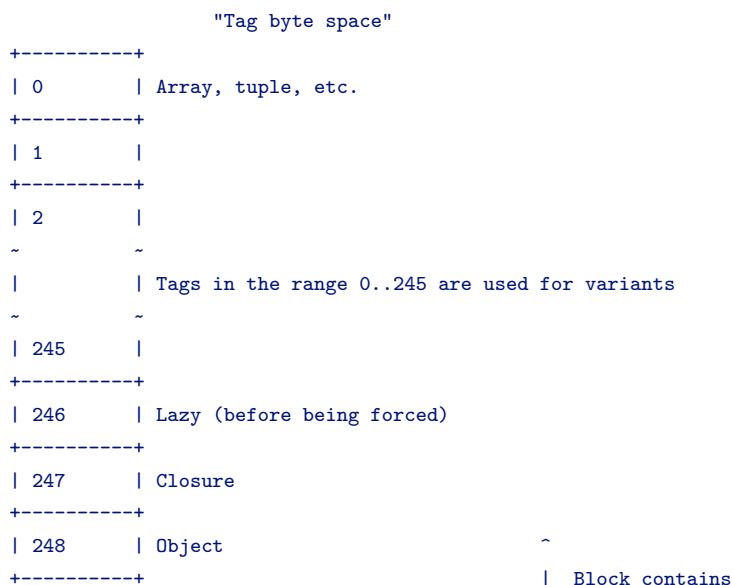 "Tag byte space"
+----------+
| 0        | Array, tuple, etc.
+----------+
| 1        |
+----------+
| 2        |
~          ~
|          | Tags in the range 0..245 are used for variants
~          ~
| 245      |
+----------+
| 246      | Lazy (before being forced)
+----------+
| 247      | Closure
+----------+
| 248      | Object                         ^
+----------+                                | Block contains